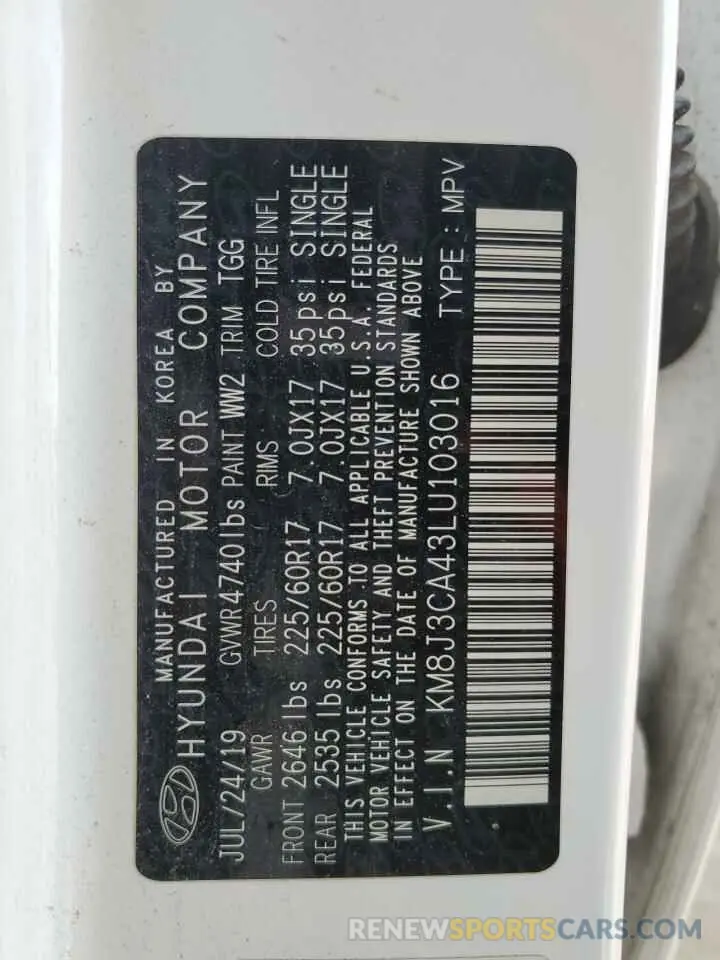 MANUFACTURED IN KOREA BY
HYUNDAI MOTOR COMPANY
JUL/24/19 GVWR4740lbs PAINT WW2 TRIM TGG
GAWR TIRES RIMS COLD TIRE INFL
FRONT 2646lbs 225/60R17 7.0JX17 35psi SINGLE
REAR 2535lbs 225/60R17 7.0JX17 35psi SINGLE
THIS VEHICLE CONFORMS TO ALL APPLICABLE U.S.A. FEDERAL
MOTOR VEHICLE SAFETY AND THEFT PREVENTION STANDARDS
IN EFFECT ON THE DATE OF MANUFACTURE SHOWN ABOVE
V.I.N KM8J3CA43LU103016 TYPE : MPV
RENEWSPORTSCARS.COM